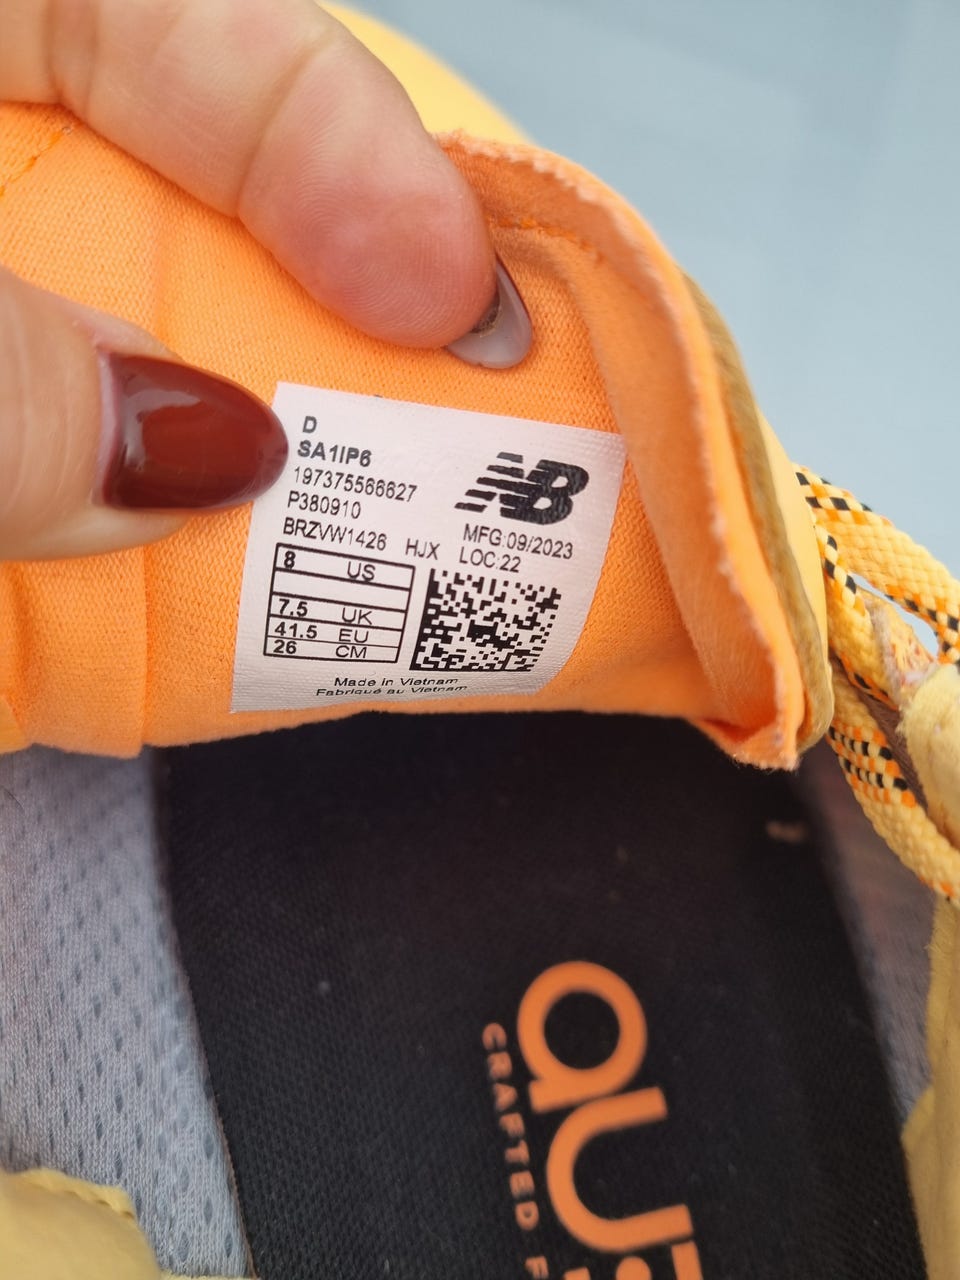 D
SA1IP6
197375566627
P380910
BRZVW1426 HJX
NB
MFG:09/2023
LOC:22
8 US
7.5 UK
41.5 EU
26 CM
Made in Vietnam
Fabriqué au Vietnam
CRAFTED